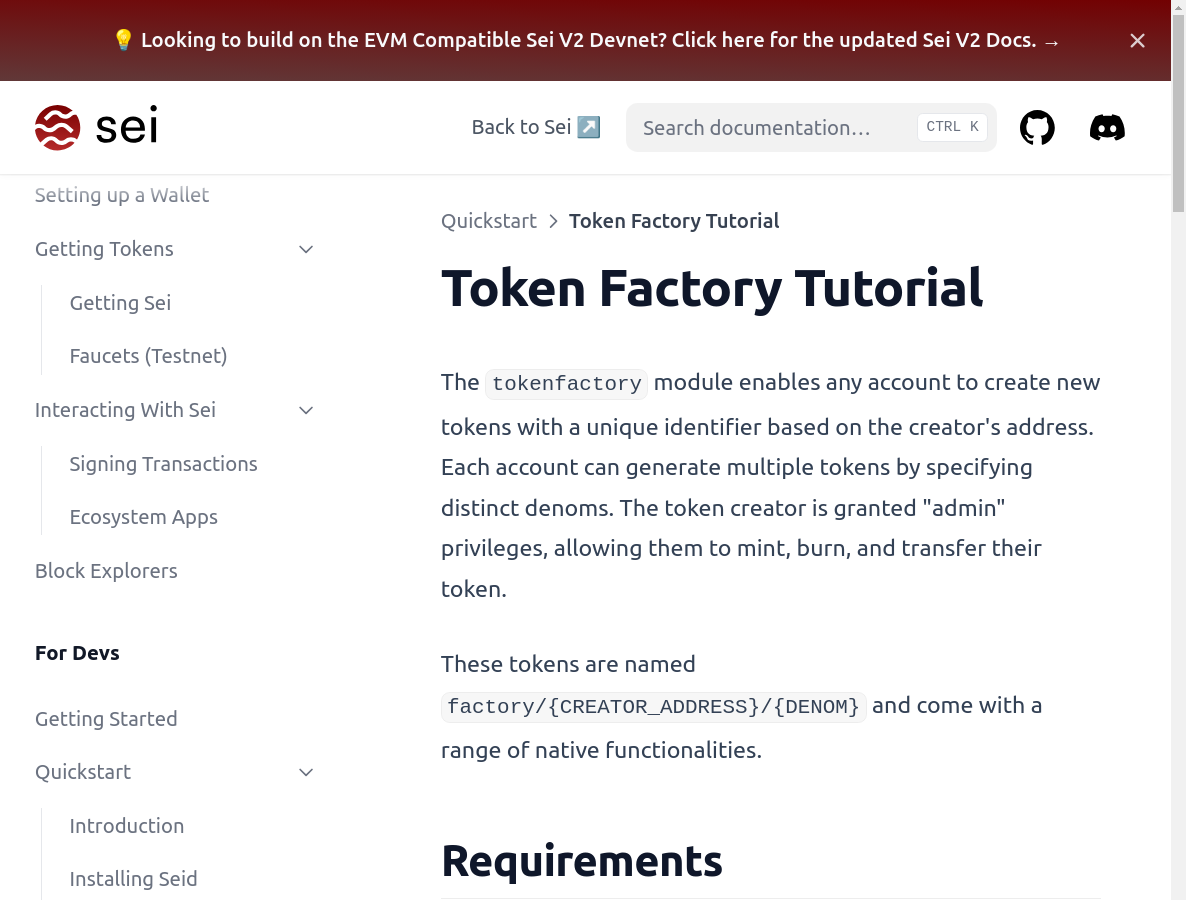 💡 Looking to build on the EVM Compatible Sei V2 Devnet? Click here for the updated Sei V2 Docs. →
sei
Back to Sei ↗️
Search documentation…
CTRL K
Setting up a Wallet
Getting Tokens
Getting Sei
Faucets (Testnet)
Interacting With Sei
Signing Transactions
Ecosystem Apps
Block Explorers
For Devs
Getting Started
Quickstart
Introduction
Installing Seid
Quickstart > Token Factory Tutorial
Token Factory Tutorial
The tokenfactory module enables any account to create new
tokens with a unique identifier based on the creator's address.
Each account can generate multiple tokens by specifying
distinct denoms. The token creator is granted "admin"
privileges, allowing them to mint, burn, and transfer their
token.
These tokens are named
factory/{CREATOR_ADDRESS}/{DENOM} and come with a
range of native functionalities.
Requirements